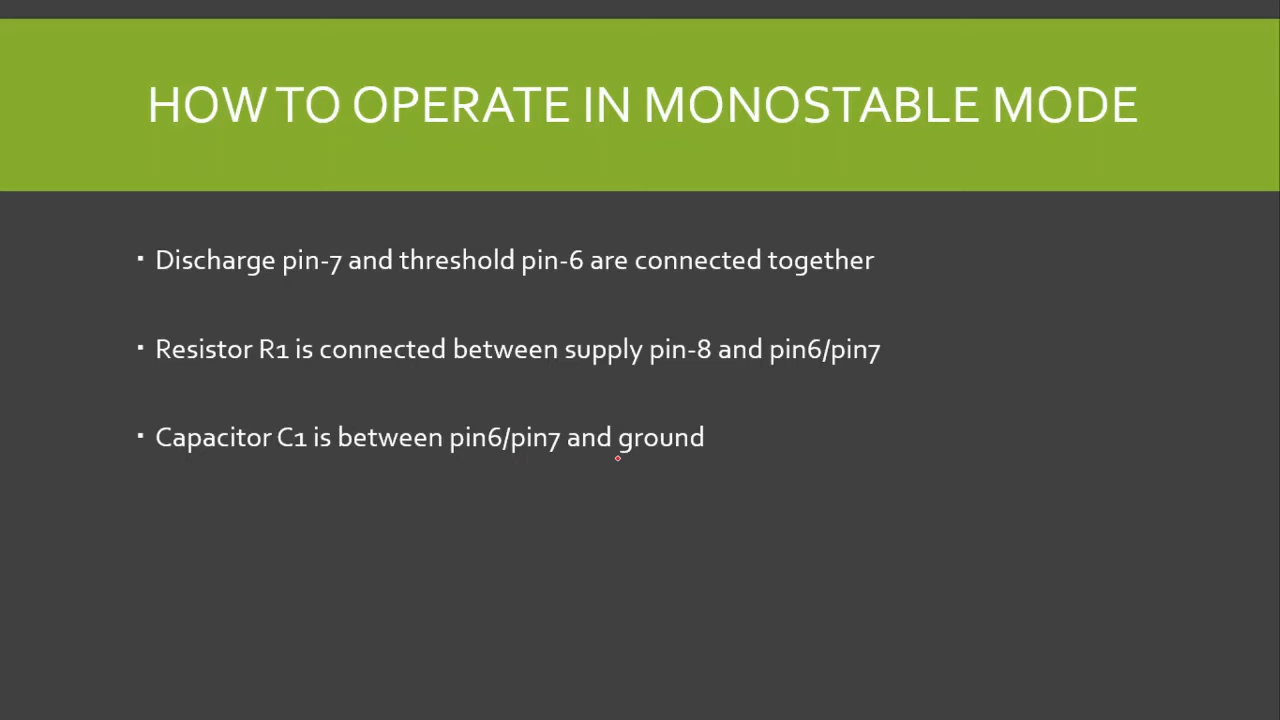 HOW TO OPERATE IN MONOSTABLE MODE
▪ Discharge pin-7 and threshold pin-6 are connected together
▪ Resistor R1 is connected between supply pin-8 and pin6/pin7
▪ Capacitor C1 is between pin6/pin7 and ground